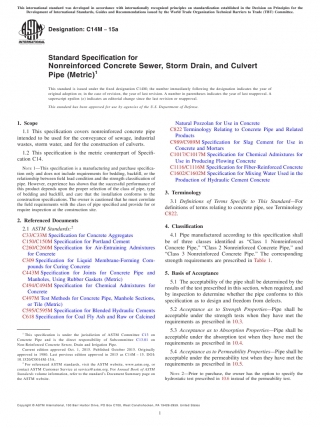 This international standard was developed in accordance with internationally recognized principles on standardization established in the Decision on Principles for the
Development of International Standards, Guides and Recommendations issued by the World Trade Organization Technical Barriers to Trade (TBT) Committee.
Designation: C14M − 15a
Standard Specification for
Nonreinforced Concrete Sewer, Storm Drain, and Culvert
Pipe (Metric)1
This standard is issued under the fixed designation C14M; the number immediately following the designation indicates the year of
original adoption or, in the case of revision, the year of last revision. A number in parentheses indicates the year of last reapproval. A
superscript epsilon (ε) indicates an editorial change since the last revision or reapproval.
This standard has been approved for use by agencies of the U.S. Department of Defense.
1. Scope
1.1 This specification covers nonreinforced concrete pipe
intended to be used for the conveyance of sewage, industrial
wastes, storm water, and for the construction of culverts.
1.2 This specification is the metric counterpart of Specifi-
cation C14.
NOTE 1—This specification is a manufacturing and purchase specifica-
tion only and does not include requirements for bedding, backfill, or the
relationship between field load condition and the strength classification of
pipe. However, experience has shown that the successful performance of
this product depends upon the proper selection of the class of pipe, type
of bedding and backfill, and care that the installation conforms to the
construction specifications. The owner is cautioned that he must correlate
the field requirements with the class of pipe specified and provide for or
require inspection at the construction site.
2. Referenced Documents
2.1 ASTM Standards:2
C33/C33M Specification for Concrete Aggregates
C150/C150M Specification for Portland Cement
C260/C260M Specification for Air-Entraining Admixtures
for Concrete
C309 Specification for Liquid Membrane-Forming Com-
pounds for Curing Concrete
C443M Specification for Joints for Concrete Pipe and
Manholes, Using Rubber Gaskets (Metric)
C494/C494M Specification for Chemical Admixtures for
Concrete
C497M Test Methods for Concrete Pipe, Manhole Sections,
or Tile (Metric)
C595/C595M Specification for Blended Hydraulic Cements
C618 Specification for Coal Fly Ash and Raw or Calcined
1 This specification is under the jurisdiction of ASTM Committee C13 on
Concrete Pipe and is the direct responsibility of Subcommittee C13.01 on
Non-Reinforced Concrete Sewer, Drain and Irrigation Pipe.
Current edition approved Oct. 1, 2015. Published October 2015. Originally
approved in
2 For referenced ASTM standards, visit the ASTM website, www.astm.org, or
contact ASTM Customer Service at service@astm.org. For Annual Book of ASTM
Standards volume information, refer to the standard's Document Summary page on
the ASTM website.
Natural Pozzolan for Use in Concrete
C822 Terminology Relating to Concrete Pipe and Related
Products
C989/C989M Specification for Slag Cement for Use in
Concrete and Mortars
C1017/C1017M Specification for Chemical Admixtures for
Use in Producing Flowing Concrete
C1116/C1116M Specification for Fiber-Reinforced Concrete
C1602/C1602M Specification for Mixing Water Used in the
Production of Hydraulic Cement Concrete
3. Terminology
3.1 Definitions of Terms Specific to This Standard—For
definitions of terms relating to concrete pipe, see Terminology
C822.
4. Classification
4.1 Pipe manufactured according to this specification shall
be of three classes identified as "Class 1 Nonreinforced
Concrete Pipe," "Class 2 Nonreinforced Concrete Pipe," and
"Class 3 Nonreinforced Concrete Pipe." The corresponding
strength requirements are prescribed in Table 1.
5. Basis of Acceptance
5.1 The acceptability of the pipe shall be determined by the
results of the test prescribed in this section, when required, and
by inspection to determine whether the pipe conforms to this
specification as to design and freedom from defects.
5.2 Acceptance as to Strength Properties—Pipe shall be
acceptable under the strength tests when they have met the
requirements as prescribed in 10.3.
5.3 Acceptance as to Absorption Properties—Pipe shall be
acceptable under the absorption test when they have met the
requirements as prescribed in 10.4.
5.4 Acceptance as to Permeability Properties—Pipe shall be
acceptable under the permeability test when they have met the
requirements as prescribed in 10.5.
NOTE 2—Prior to purchase, the owner has the option to specify the
hydrostatic test prescribed in 10.6 instead of the permeability test.
Copyright © ASTM International, 100 Barr Harbor Drive, PO Box C700, West Conshohocken, PA 19428-2959. United States
1